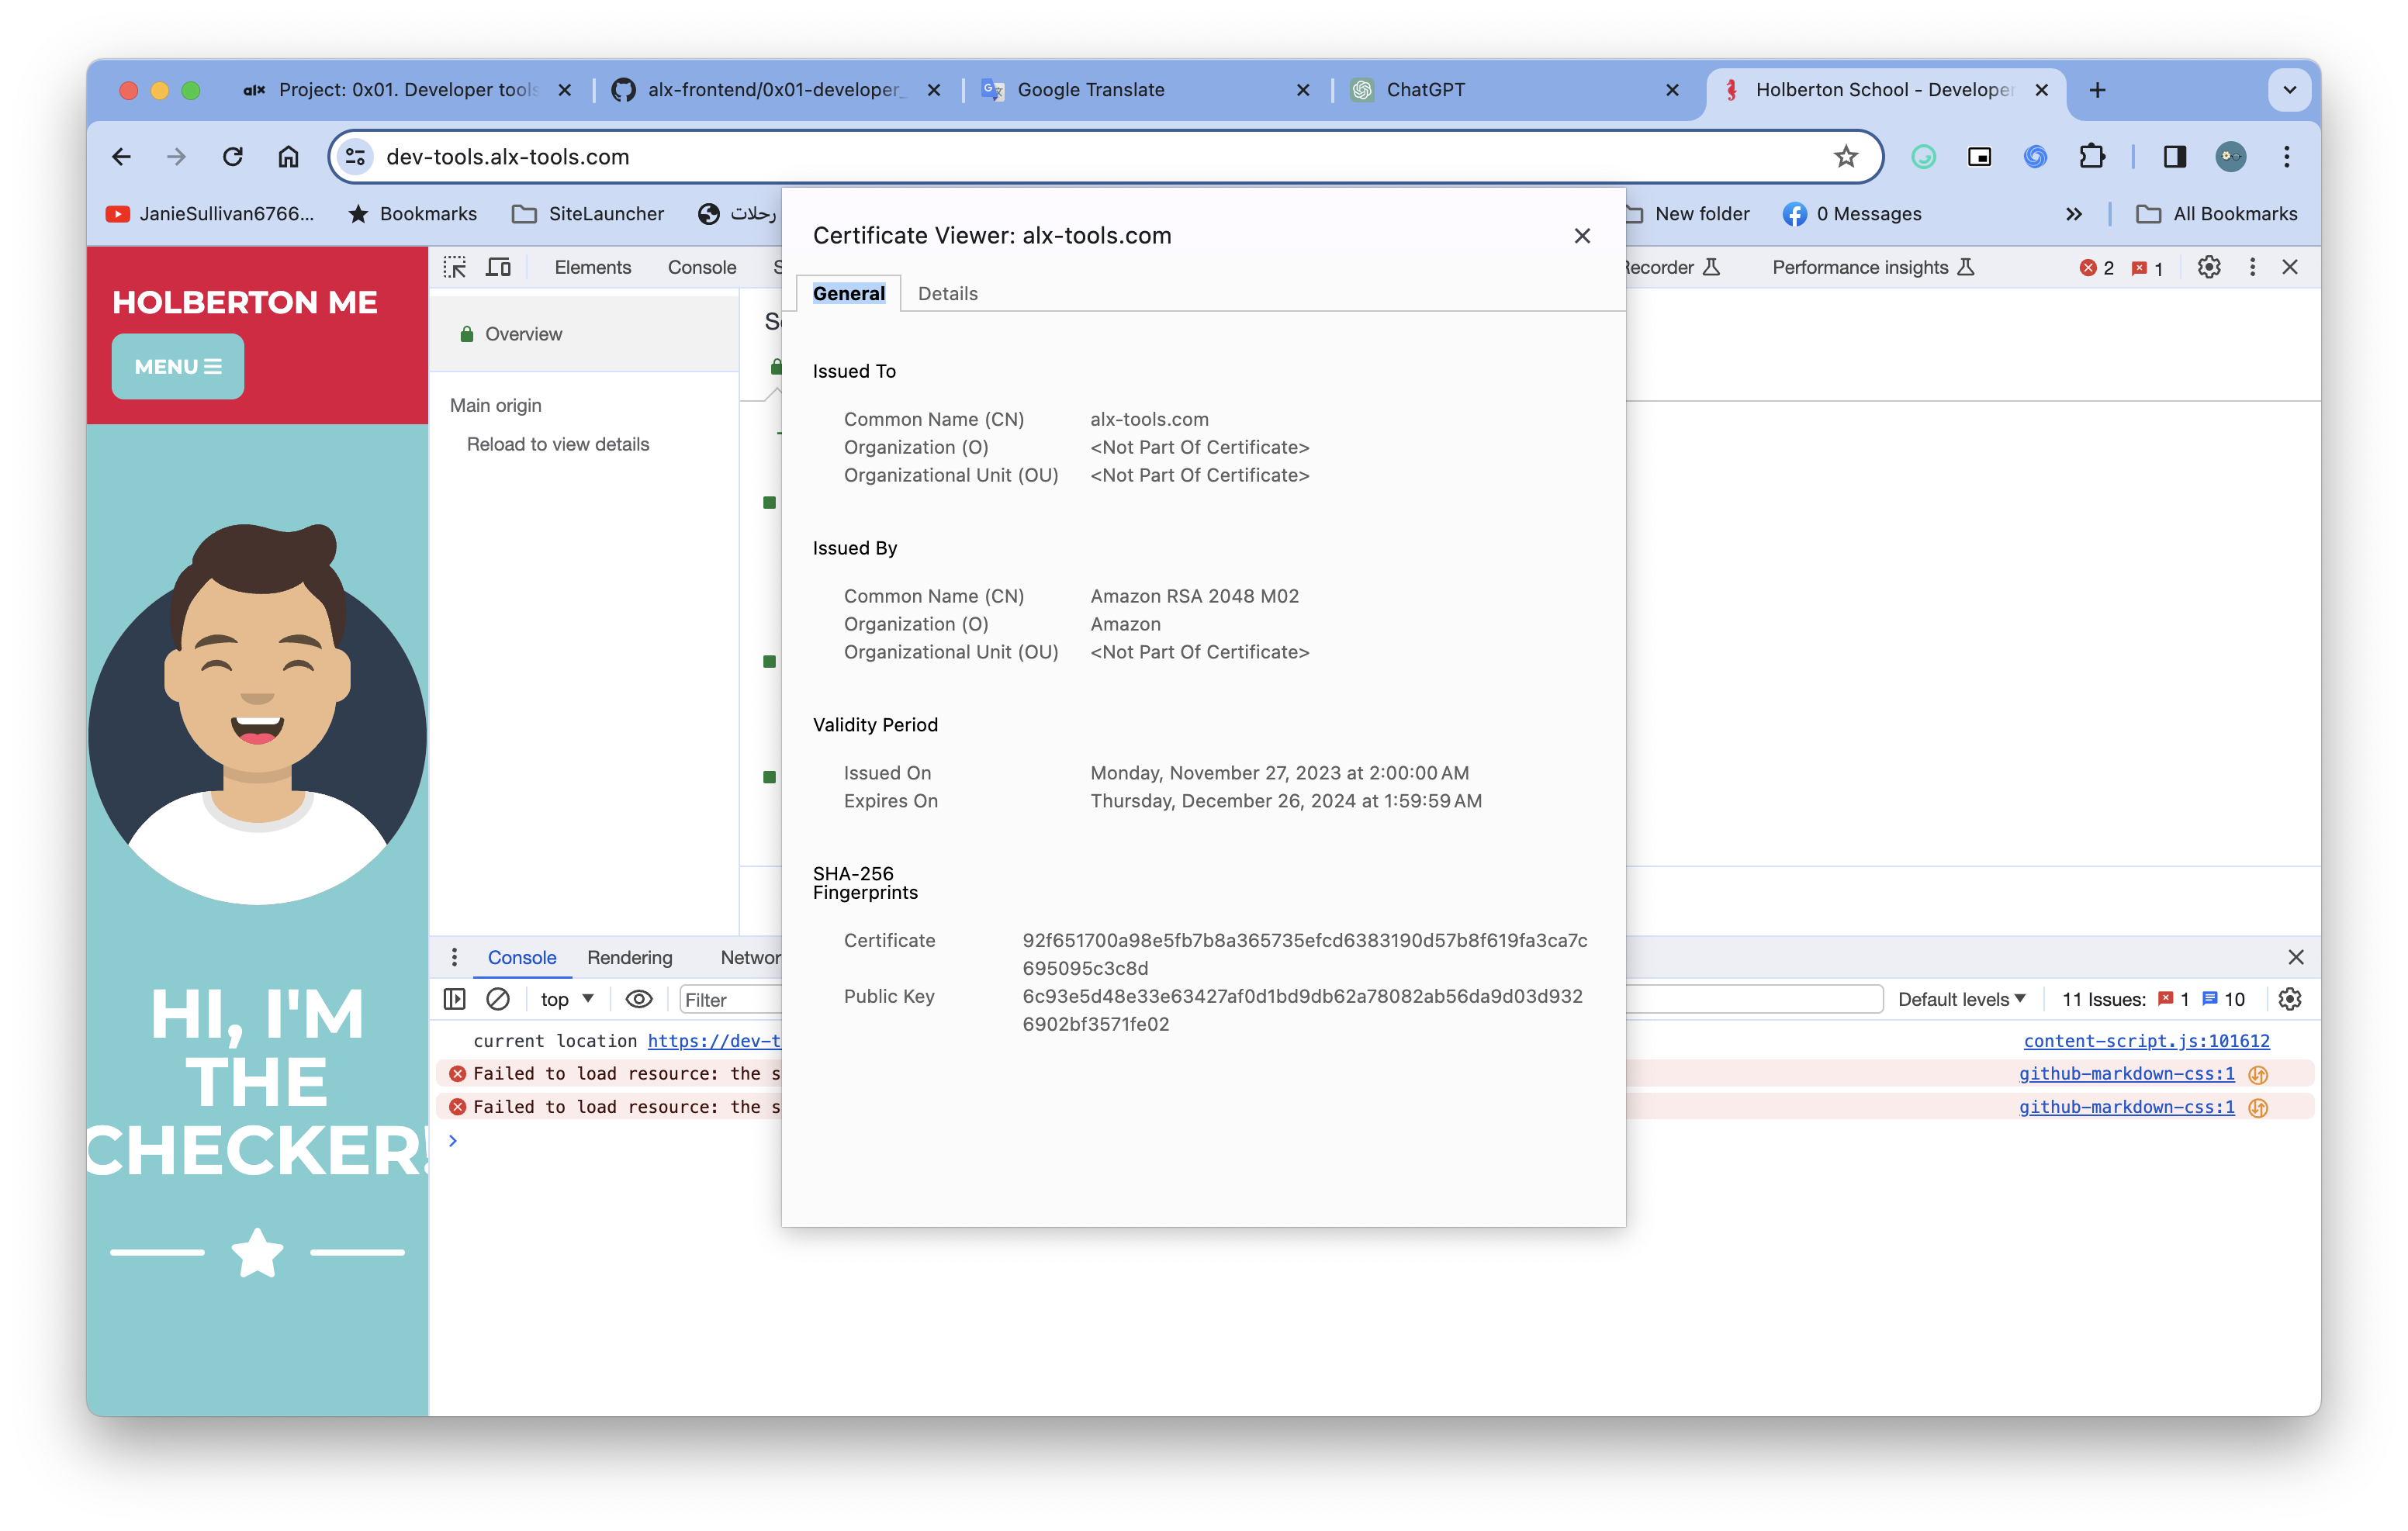 alx Project: 0x01. Developer tools
alx-frontend/0x01-developer_
Google Translate
ChatGPT
Holberton School - Developer
dev-tools.alx-tools.com
JanieSullivan6766...
Bookmarks
SiteLauncher
رحلات
New folder
0 Messages
All Bookmarks
HOLBERTON ME
MENU
HI, I'M
THE
CHECKER!
Elements
Console
Recorder
Performance insights
2
1
Overview
Main origin
Reload to view details
Certificate Viewer: alx-tools.com
General
Details
Issued To
Common Name (CN) alx-tools.com
Organization (O) <Not Part Of Certificate>
Organizational Unit (OU) <Not Part Of Certificate>
Issued By
Common Name (CN) Amazon RSA 2048 M02
Organization (O) Amazon
Organizational Unit (OU) <Not Part Of Certificate>
Validity Period
Issued On Monday, November 27, 2023 at 2:00:00 AM
Expires On Thursday, December 26, 2024 at 1:59:59 AM
SHA-256
Fingerprints
Certificate 92f651700a98e5fb7b8a365735efcd6383190d57b8f619fa3ca7c
695095c3c8d
Public Key 6c93e5d48e33e63427af0d1bd9db62a78082ab56da9d03d932
6902bf3571fe02
Console
Rendering
Networ
top
Filter
Default levels
11 Issues: 1 10
current location https://dev-t
content-script.js:101612
Failed to load resource: the s
github-markdown-css:1
Failed to load resource: the s
github-markdown-css:1